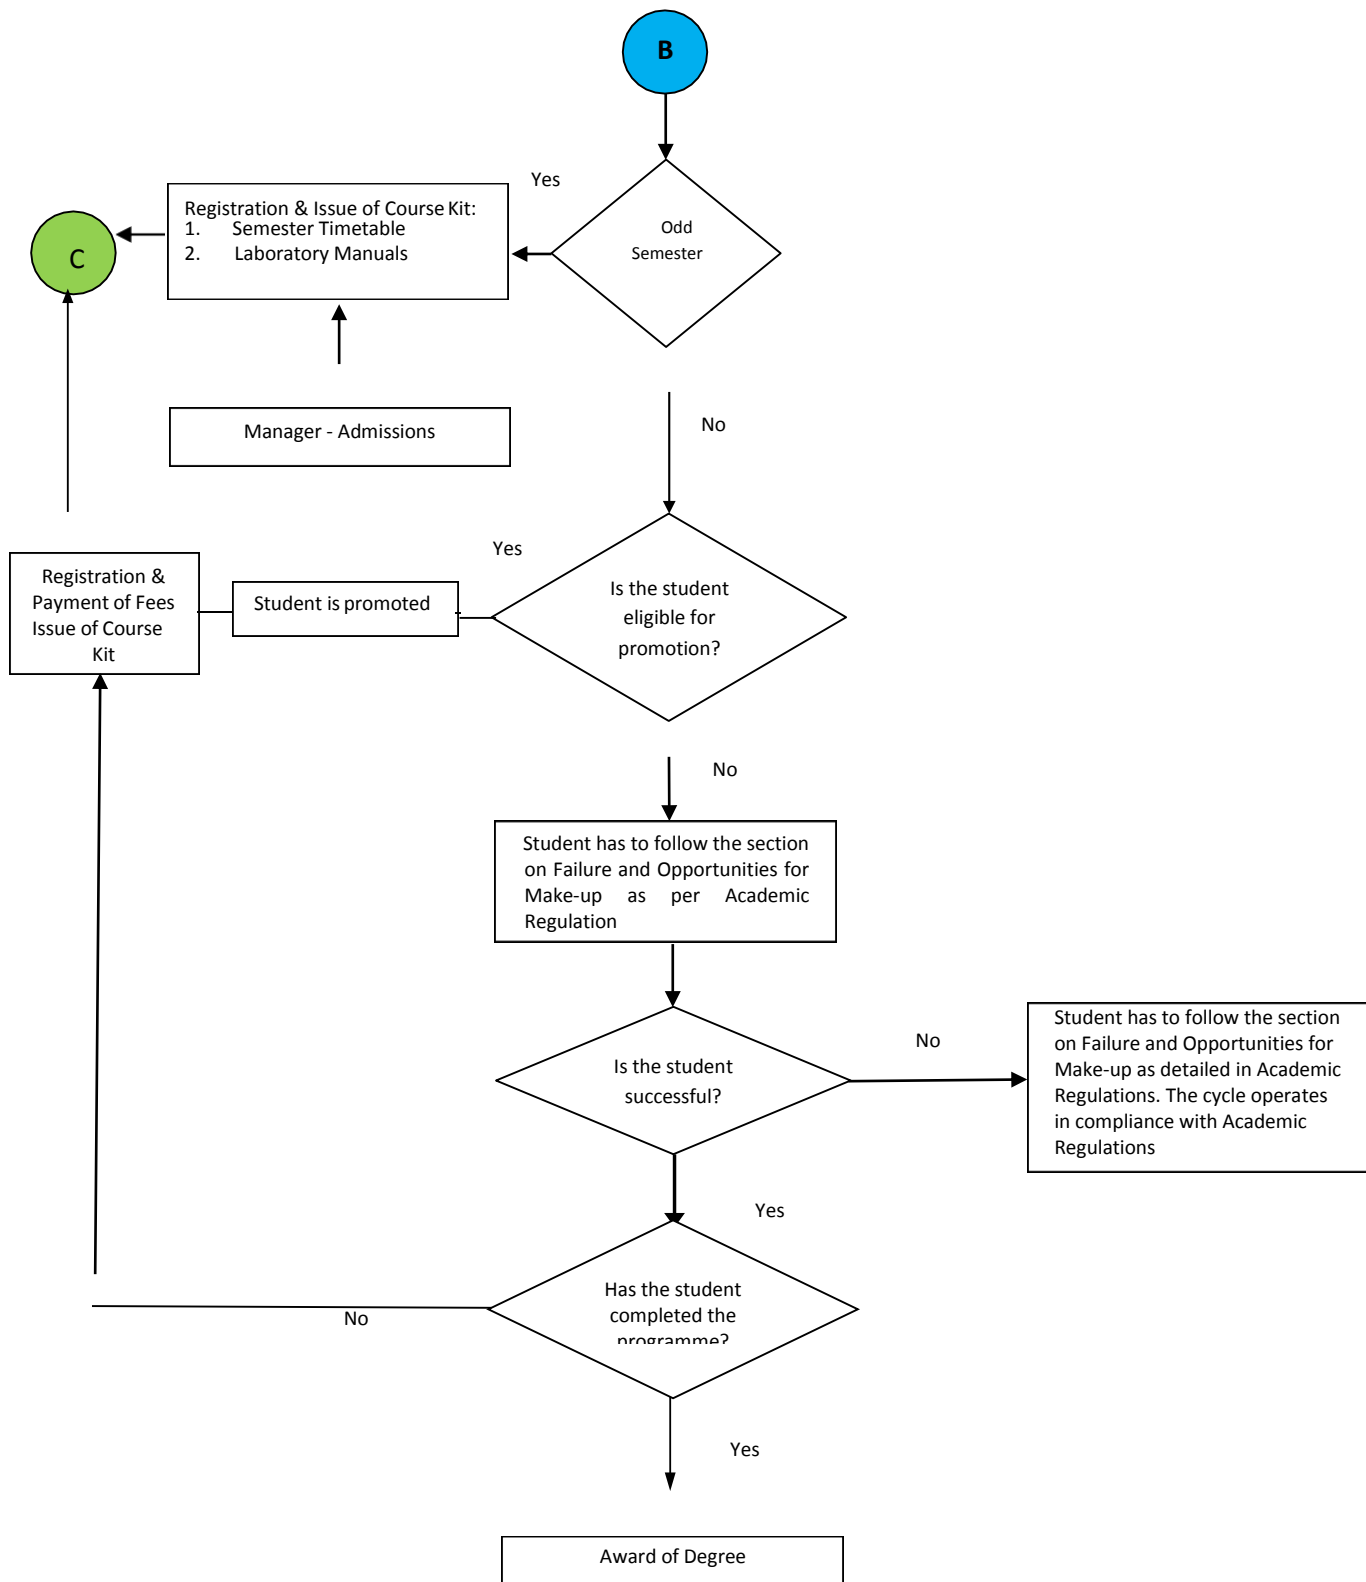 B
Yes
Odd
Semester
Registration & Issue of Course Kit:
1. Semester Timetable
2. Laboratory Manuals
C
Manager - Admissions
No
Yes
Is the student
eligible for
promotion?
Student is promoted
Registration &
Payment of Fees
Issue of Course
Kit
No
Student has to follow the section
on Failure and Opportunities for
Make-up as per Academic
Regulation
Is the student
successful?
No
Student has to follow the section
on Failure and Opportunities for
Make-up as detailed in Academic
Regulations. The cycle operates
in compliance with Academic
Regulations
Yes
Has the student
completed the
programme?
No
Yes
Award of Degree